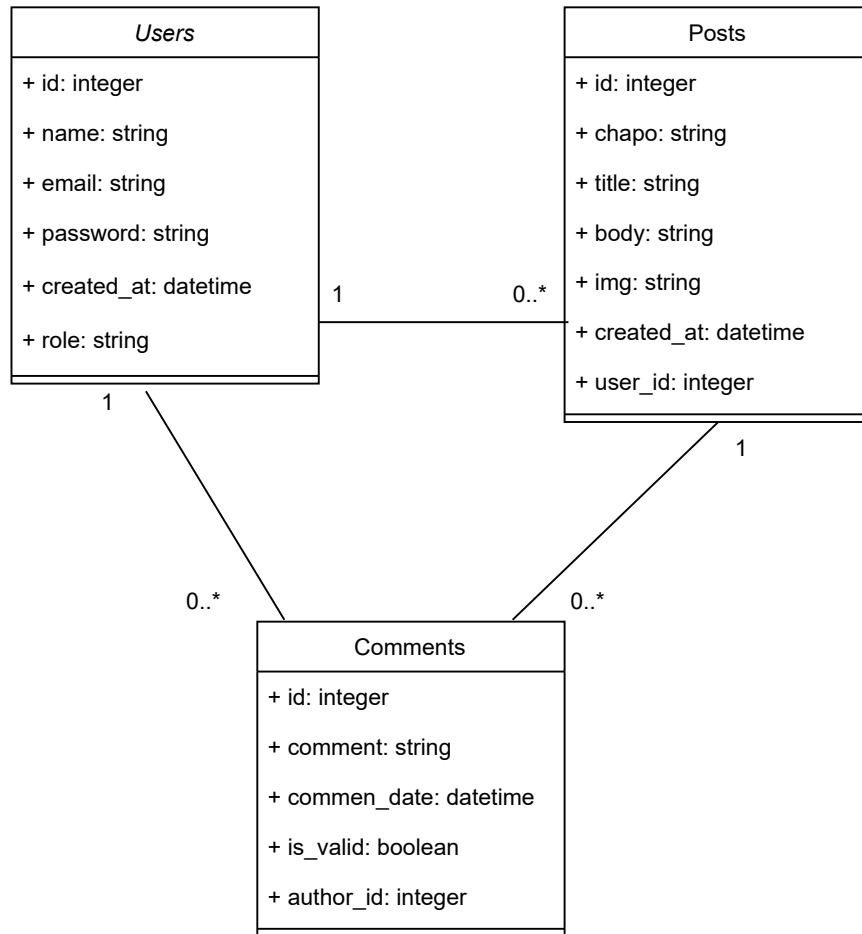 Users
+ id: integer
+ name: string
+ email: string
+ password: string
+ created_at: datetime
+ role: string
Posts
+ id: integer
+ chapo: string
+ title: string
+ body: string
+ img: string
+ created_at: datetime
+ user_id: integer
1
0..*
1
1
0..*
0..*
Comments
+ id: integer
+ comment: string
+ commen_date: datetime
+ is_valid: boolean
+ author_id: integer